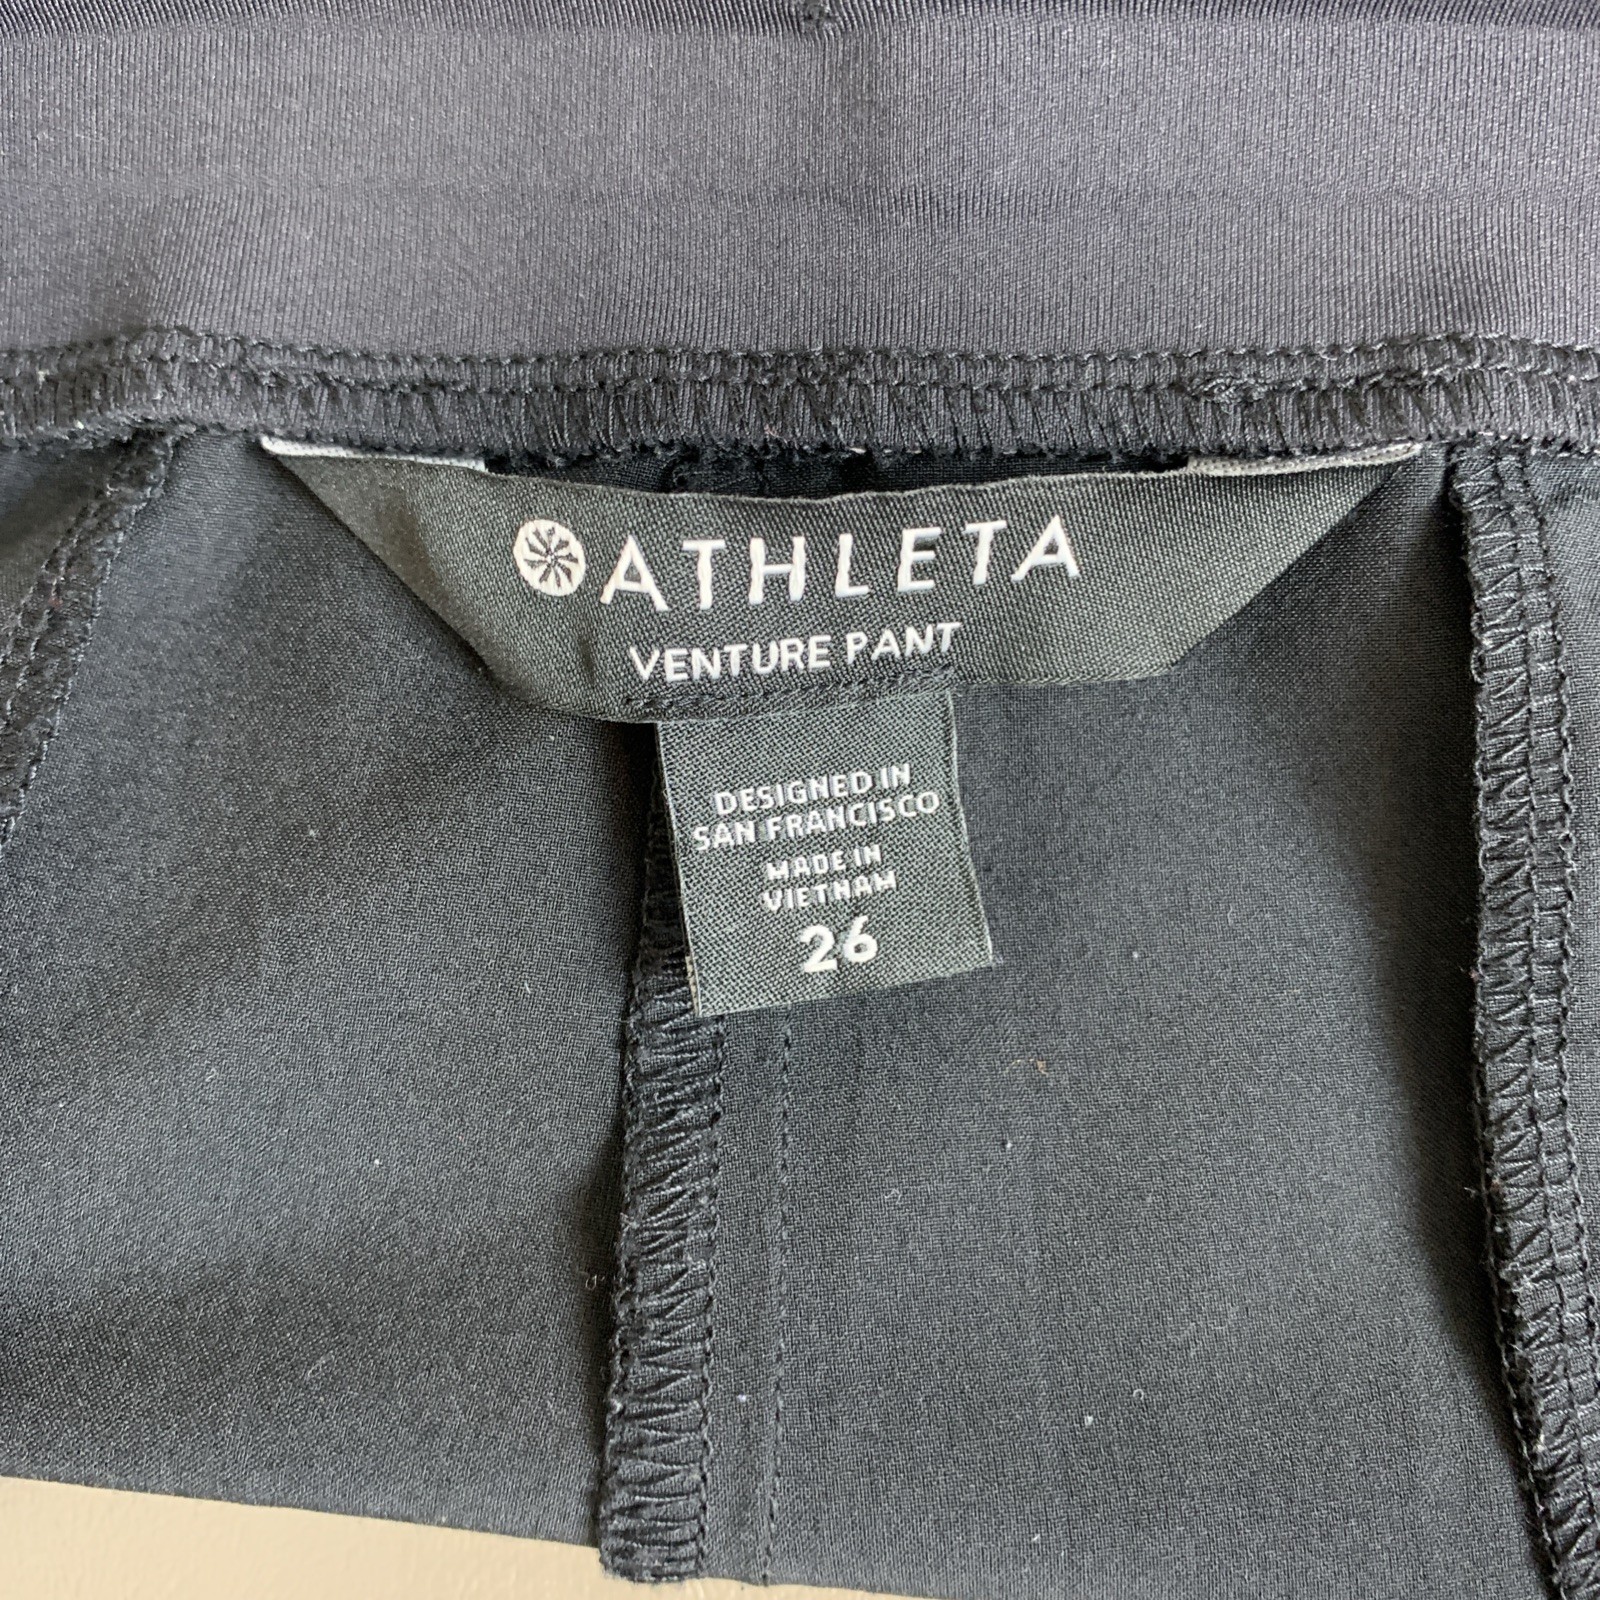 ATHLETA
VENTURE PANT
DESIGNED IN
SAN FRANCISCO
MADE IN
VIETNAM
26